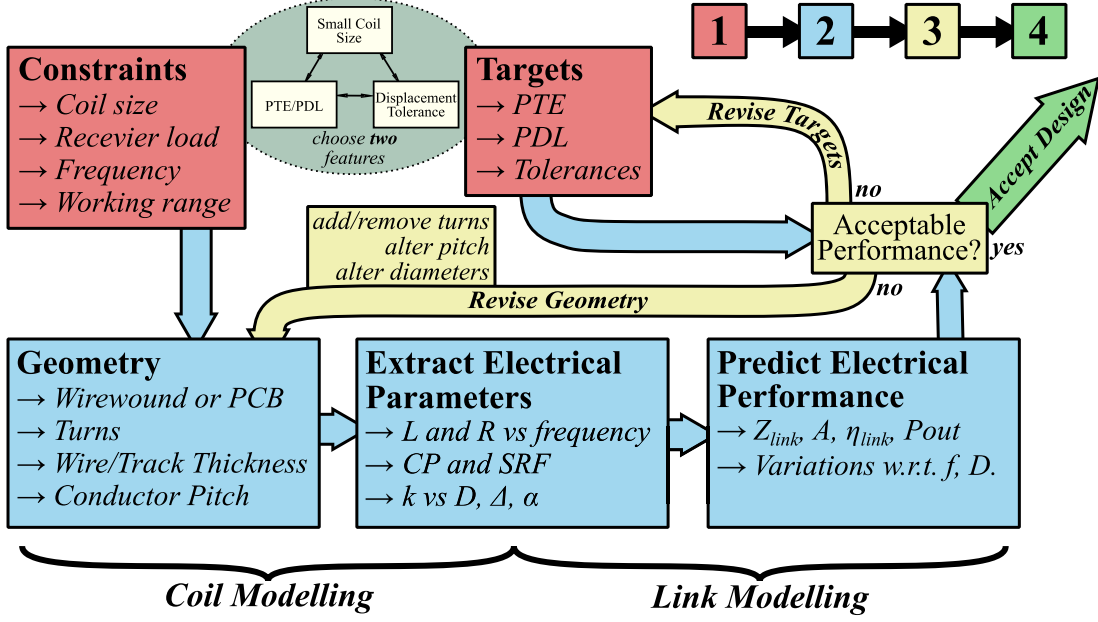 1
2
3
4
Small Coil
Size
PTE/PDL
Displacement
Tolerance
choose two
features
Constraints
→ Coil size
→ Recevier load
→ Frequency
→ Working range
Targets
→ PTE
→ PDL
→ Tolerances
Revise Targets
no
Accept Design
Acceptable
Performance?
yes
no
add/remove turns
alter pitch
alter diameters
Revise Geometry
Geometry
→ Wirewound or PCB
→ Turns
→ Wire/Track Thickness
→ Conductor Pitch
Extract Electrical
Parameters
→ L and R vs frequency
→ CP and SRF
→ k vs D, Δ, α
Predict Electrical
Performance
→ Zlink, A, ηlink, Pout
→ Variations w.r.t. f, D.
Coil Modelling
Link Modelling